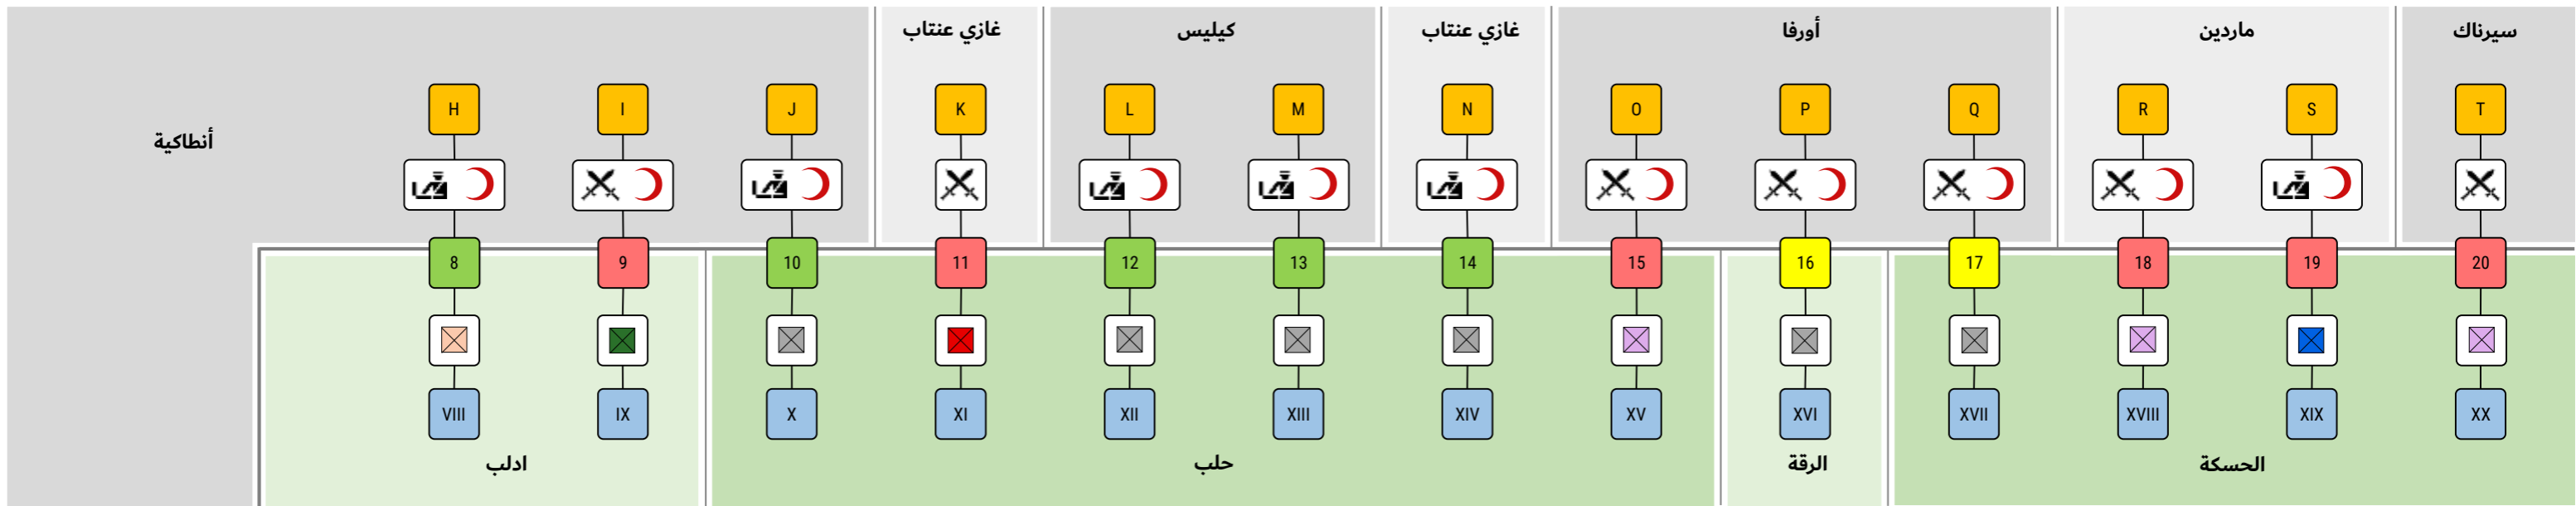 أنطاكية
غازي عنتاب
كيليس
غازي عنتاب
أورفا
ماردين
سيرناك
H I J K L M N O P Q R S T
8 9 10 11 12 13 14 15 16 17 18 19 20
VIII IX X XI XII XIII XIV XV XVI XVII XVIII XIX XX
ادلب
حلب
الرقة
الحسكة